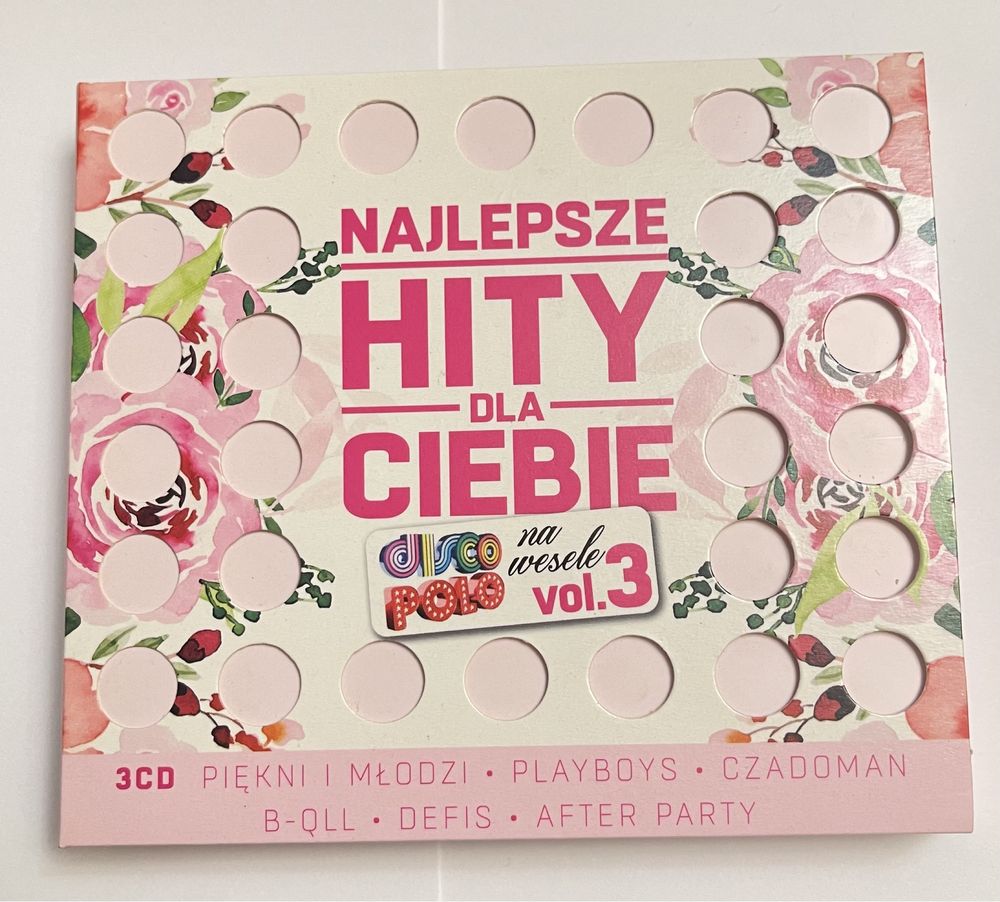 NAJLEPSZE
HITY
DLA
CIEBIE
disco
POLO
na
wesele
vol.3
3CD PIĘKNI I MŁODZI • PLAYBOYS • CZADOMAN
B-QLL • DEFIS • AFTER PARTY